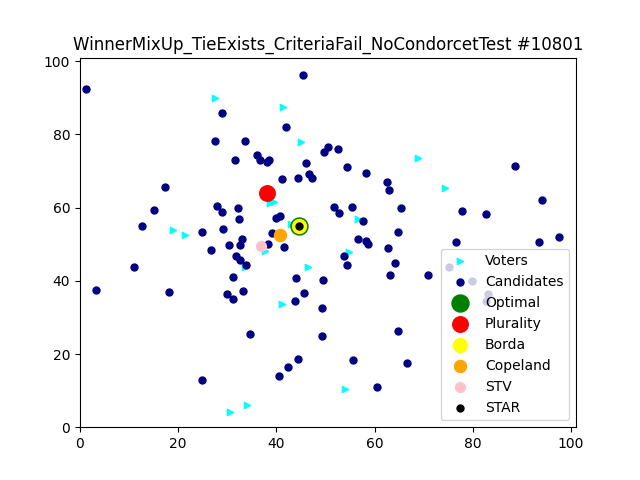 WinnerMixUp_TieExists_CriteriaFail_NoCondorcetTest #10801
100
80
60
40
20
0
0 20 40 60 80 100
Voters
Candidates
Optimal
Plurality
Borda
Copeland
STV
STAR